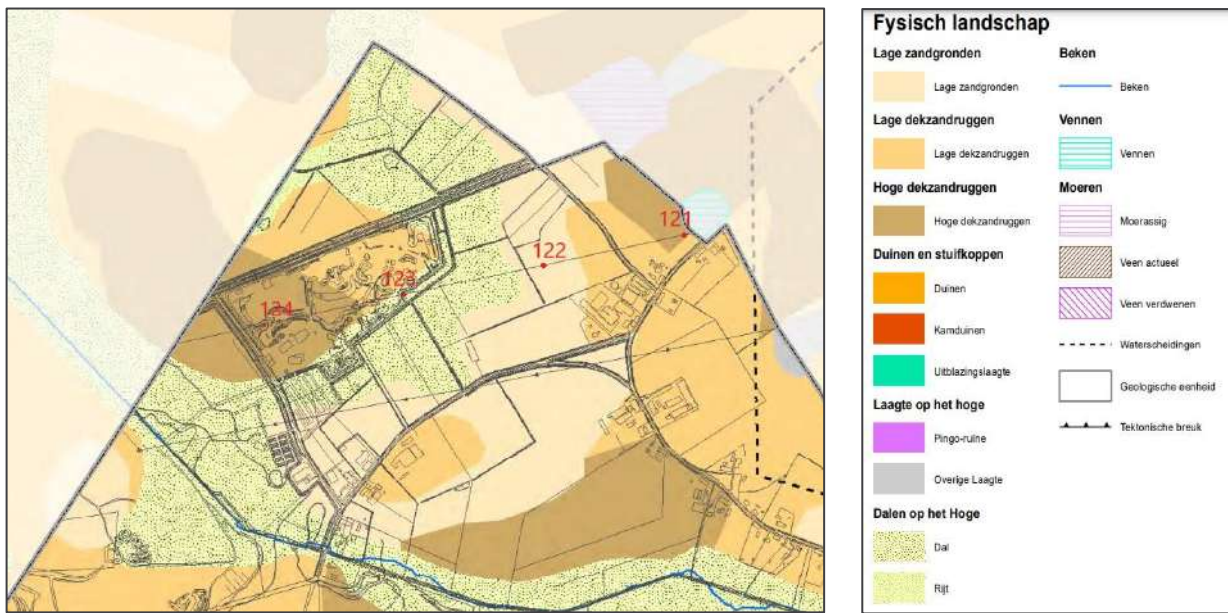 121
122
123
134
Fysisch landschap
Lage zandgronden
Lage zandgronden
Lage dekzandruggen
Lage dekzandruggen
Hoge dekzandruggen
Hoge dekzandruggen
Duinen en stuifkoppen
Duinen
Kamduinen
Uitblazingslaagte
Laagte op het hoge
Pingo-ruïne
Overige Laagte
Dalen op het Hoge
Dal
Rijt
Beken
Beken
Vennen
Vennen
Moeren
Moerassig
Veen actueel
Veen verdwenen
Waterscheidingen
Geologische eenheid
Tektonische breuk